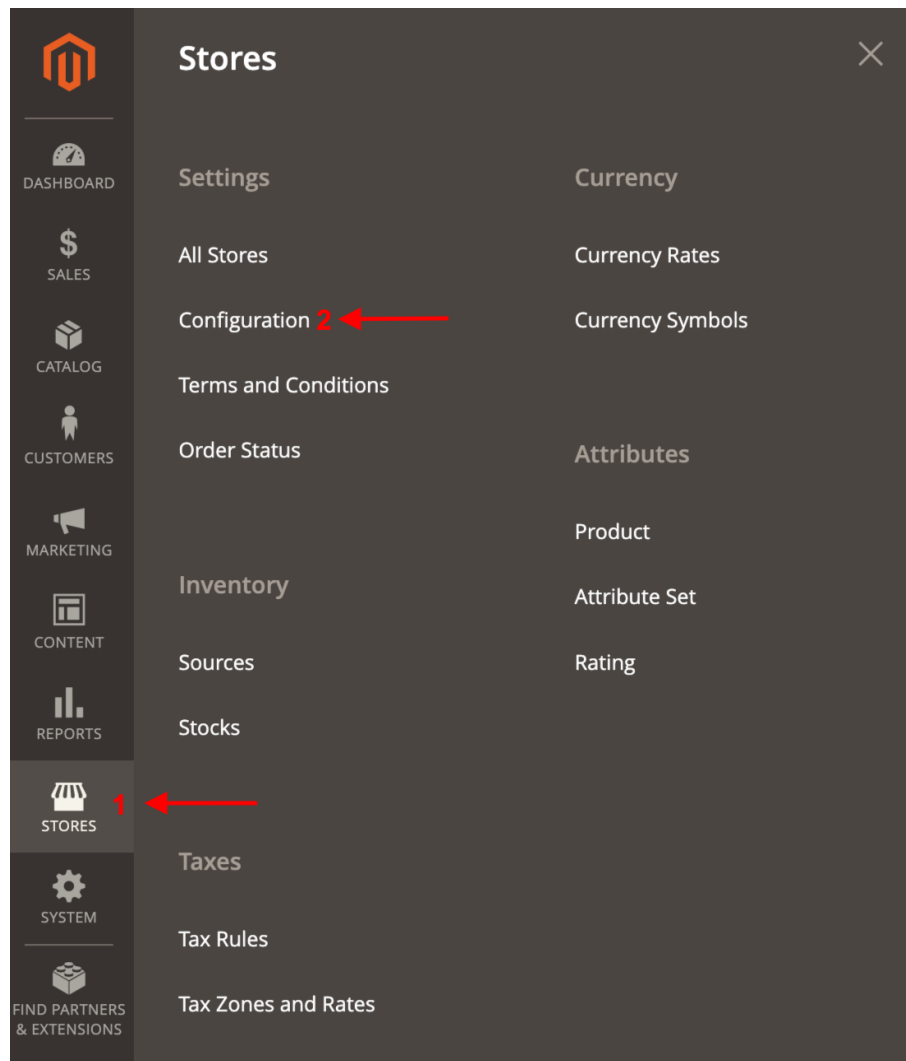 DASHBOARD
SALES
CATALOG
CUSTOMERS
MARKETING
CONTENT
REPORTS
STORES 1
SYSTEM
FIND PARTNERS
& EXTENSIONS
Stores
Settings
All Stores
Configuration 2
Terms and Conditions
Order Status
Inventory
Sources
Stocks
Taxes
Tax Rules
Tax Zones and Rates
Currency
Currency Rates
Currency Symbols
Attributes
Product
Attribute Set
Rating